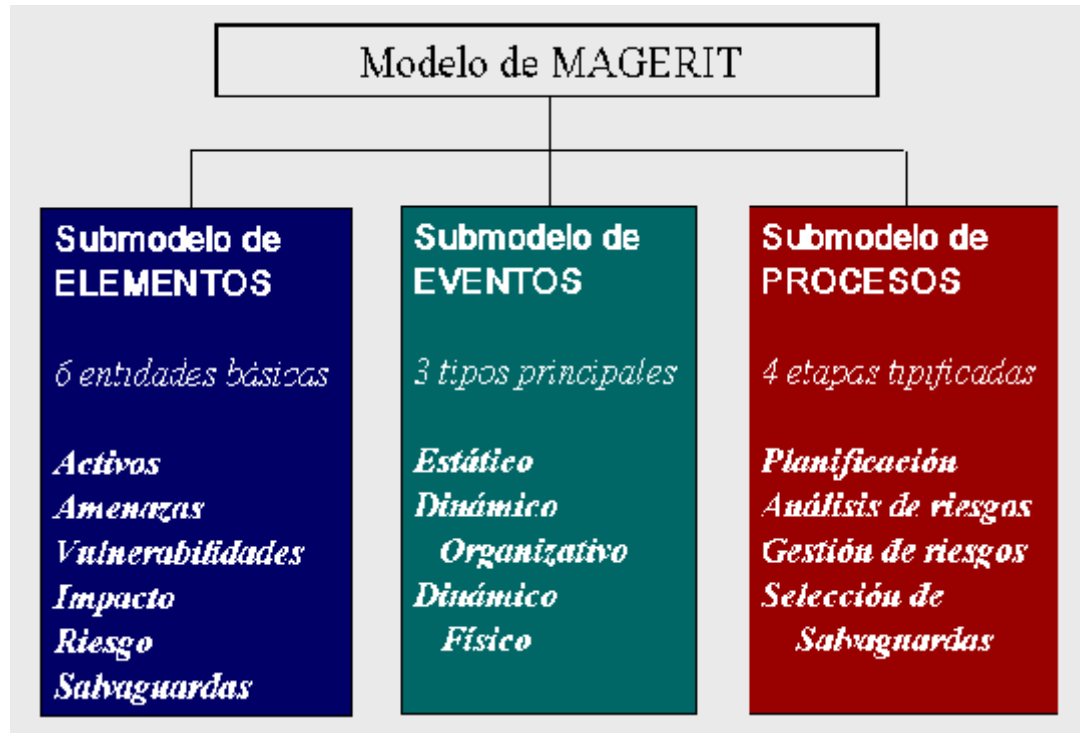 Modelo de MAGERIT
Submodelo de
ELEMENTOS
6 entidades básicas
Activos
Amenazas
Vulnerabilidades
Impacto
Riesgo
Salvaguardas
Submodelo de
EVENTOS
3 tipos principales
Estático
Dinámico
Organizativo
Dinámico
Físico
Submodelo de
PROCESOS
4 etapas tipificadas
Planificación
Análisis de riesgos
Gestión de riesgos
Selección de
Salvaguardas